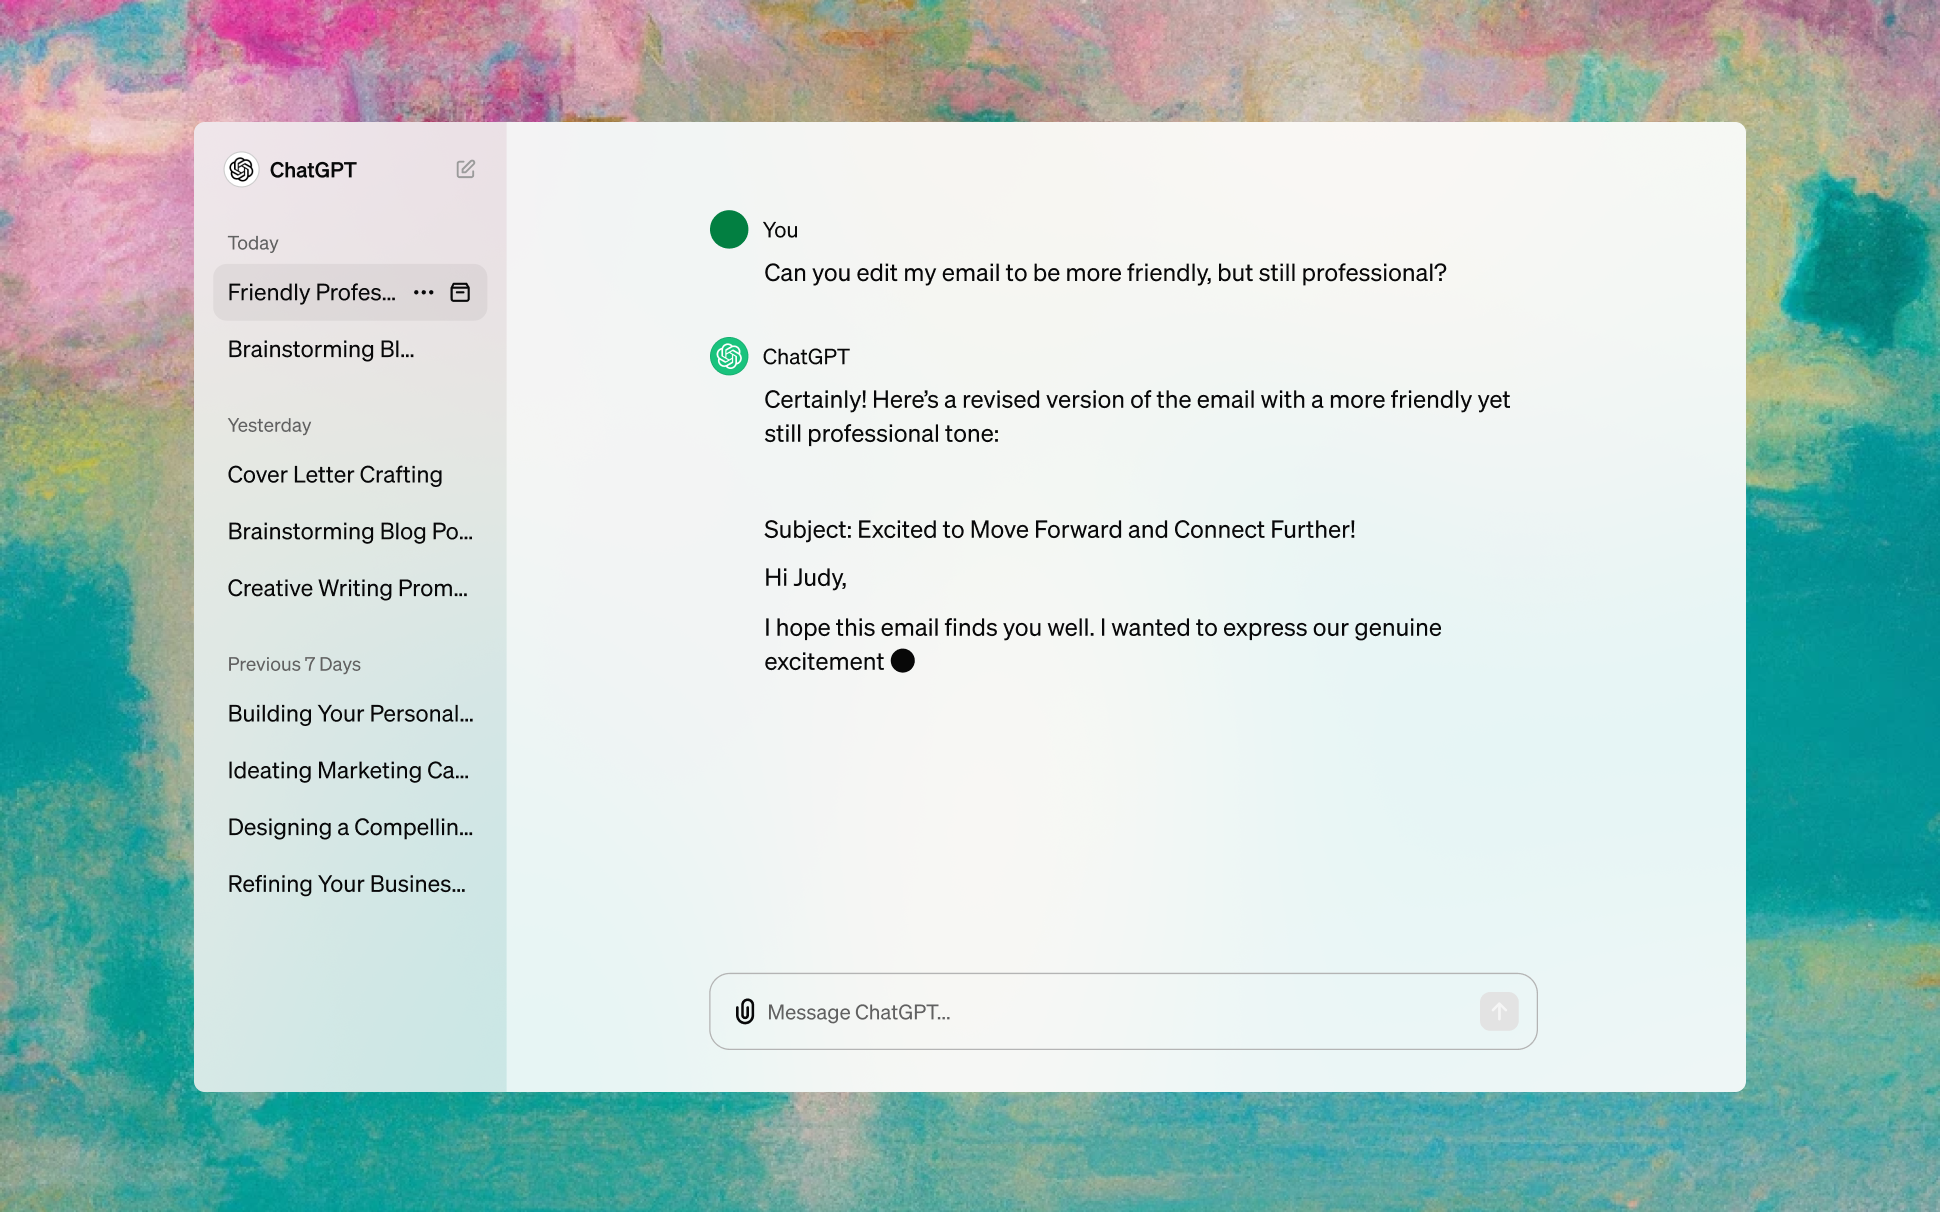 ChatGPT
Today
Friendly Profes...
Brainstorming Bl...
Yesterday
Cover Letter Crafting
Brainstorming Blog Po...
Creative Writing Prom...
Previous 7 Days
Building Your Personal...
Ideating Marketing Ca...
Designing a Compellin...
Refining Your Busines...
You
Can you edit my email to be more friendly, but still professional?
ChatGPT
Certainly! Here’s a revised version of the email with a more friendly yet
still professional tone:
Subject: Excited to Move Forward and Connect Further!
Hi Judy,
I hope this email finds you well. I wanted to express our genuine
excitement
Message ChatGPT...